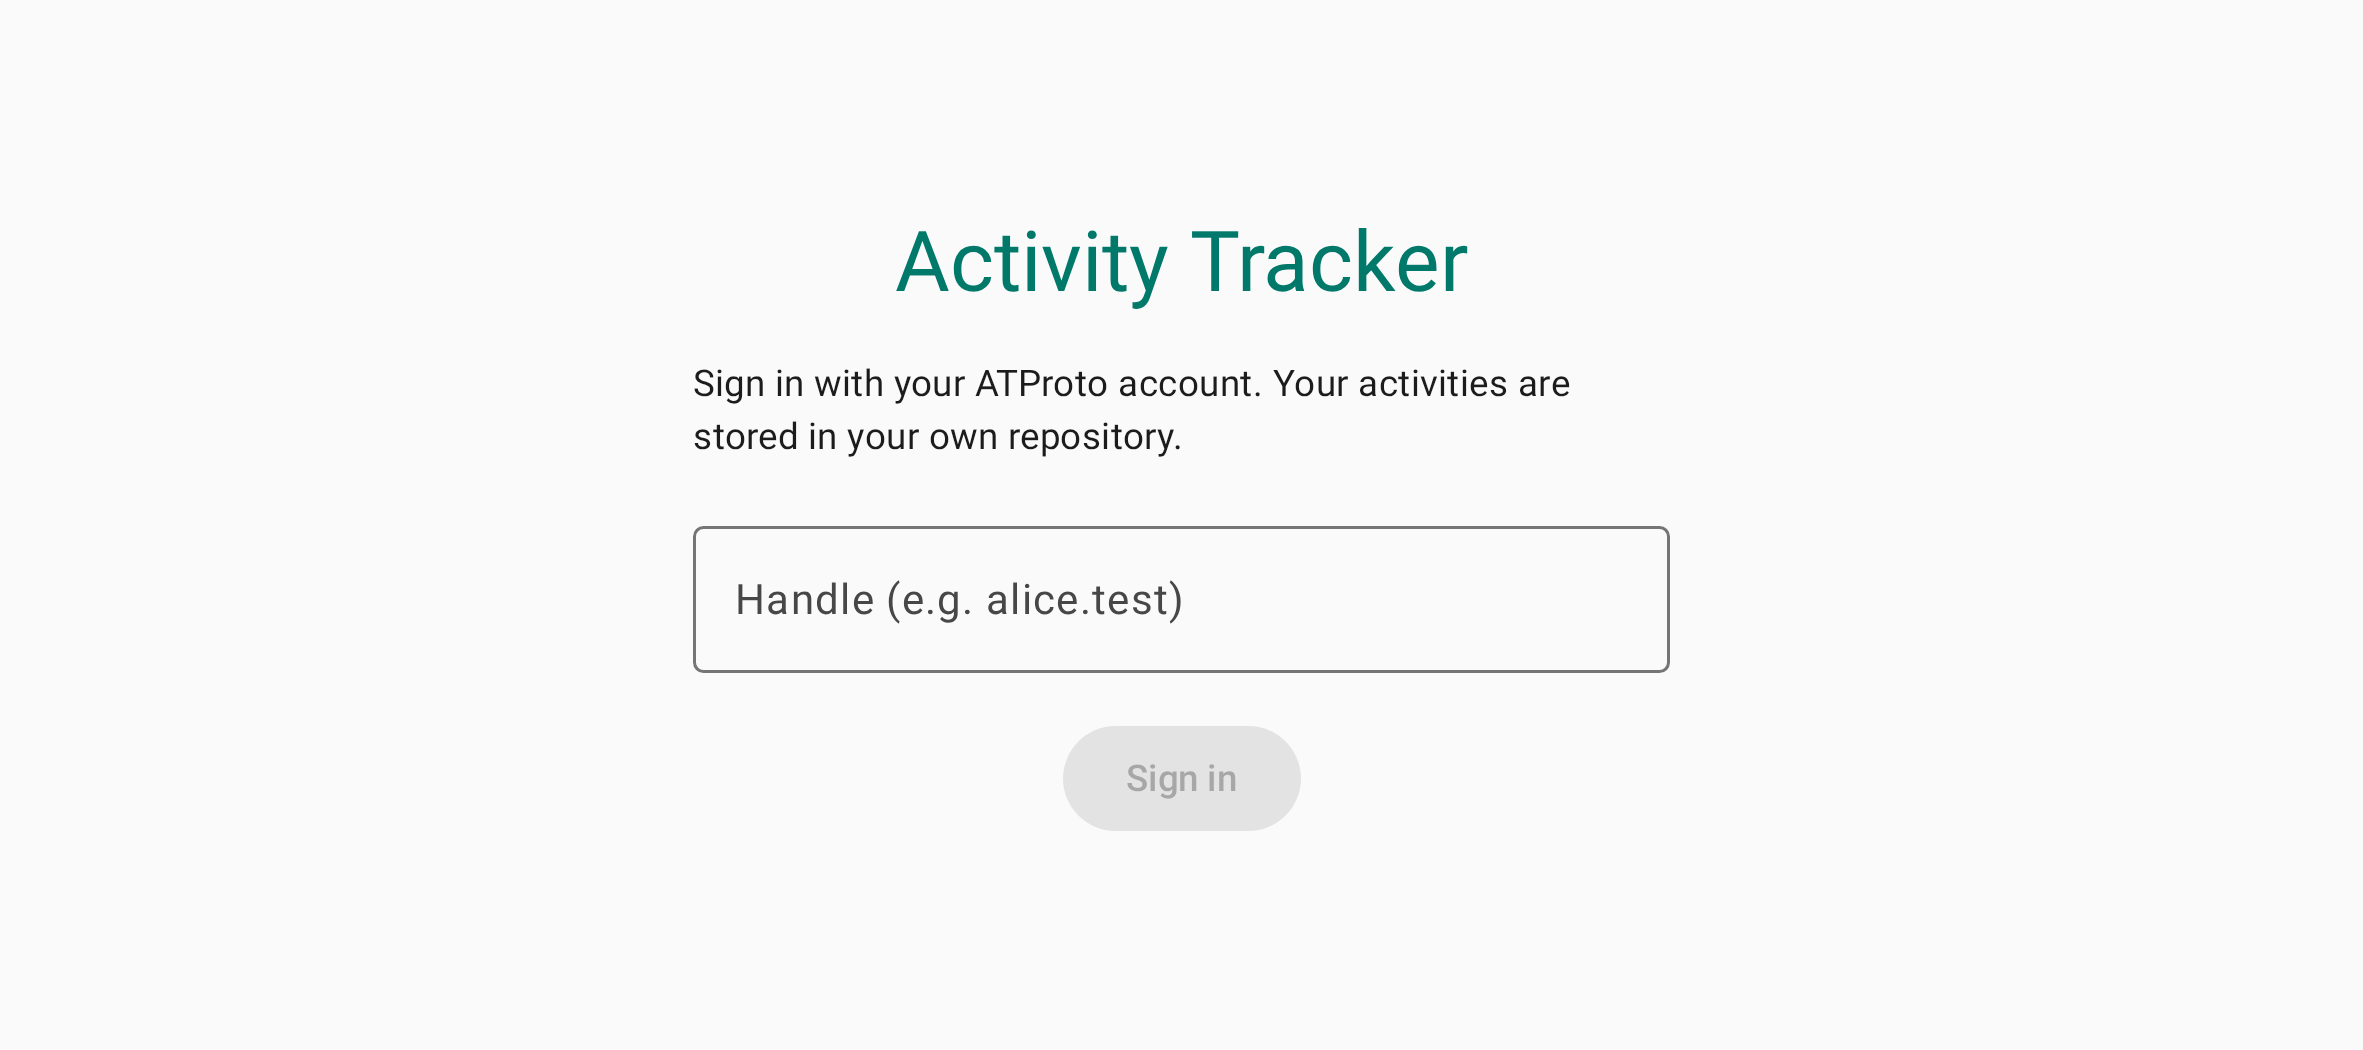 Activity Tracker
Sign in with your ATProto account. Your activities are
stored in your own repository.
Handle (e.g. alice.test)
Sign in